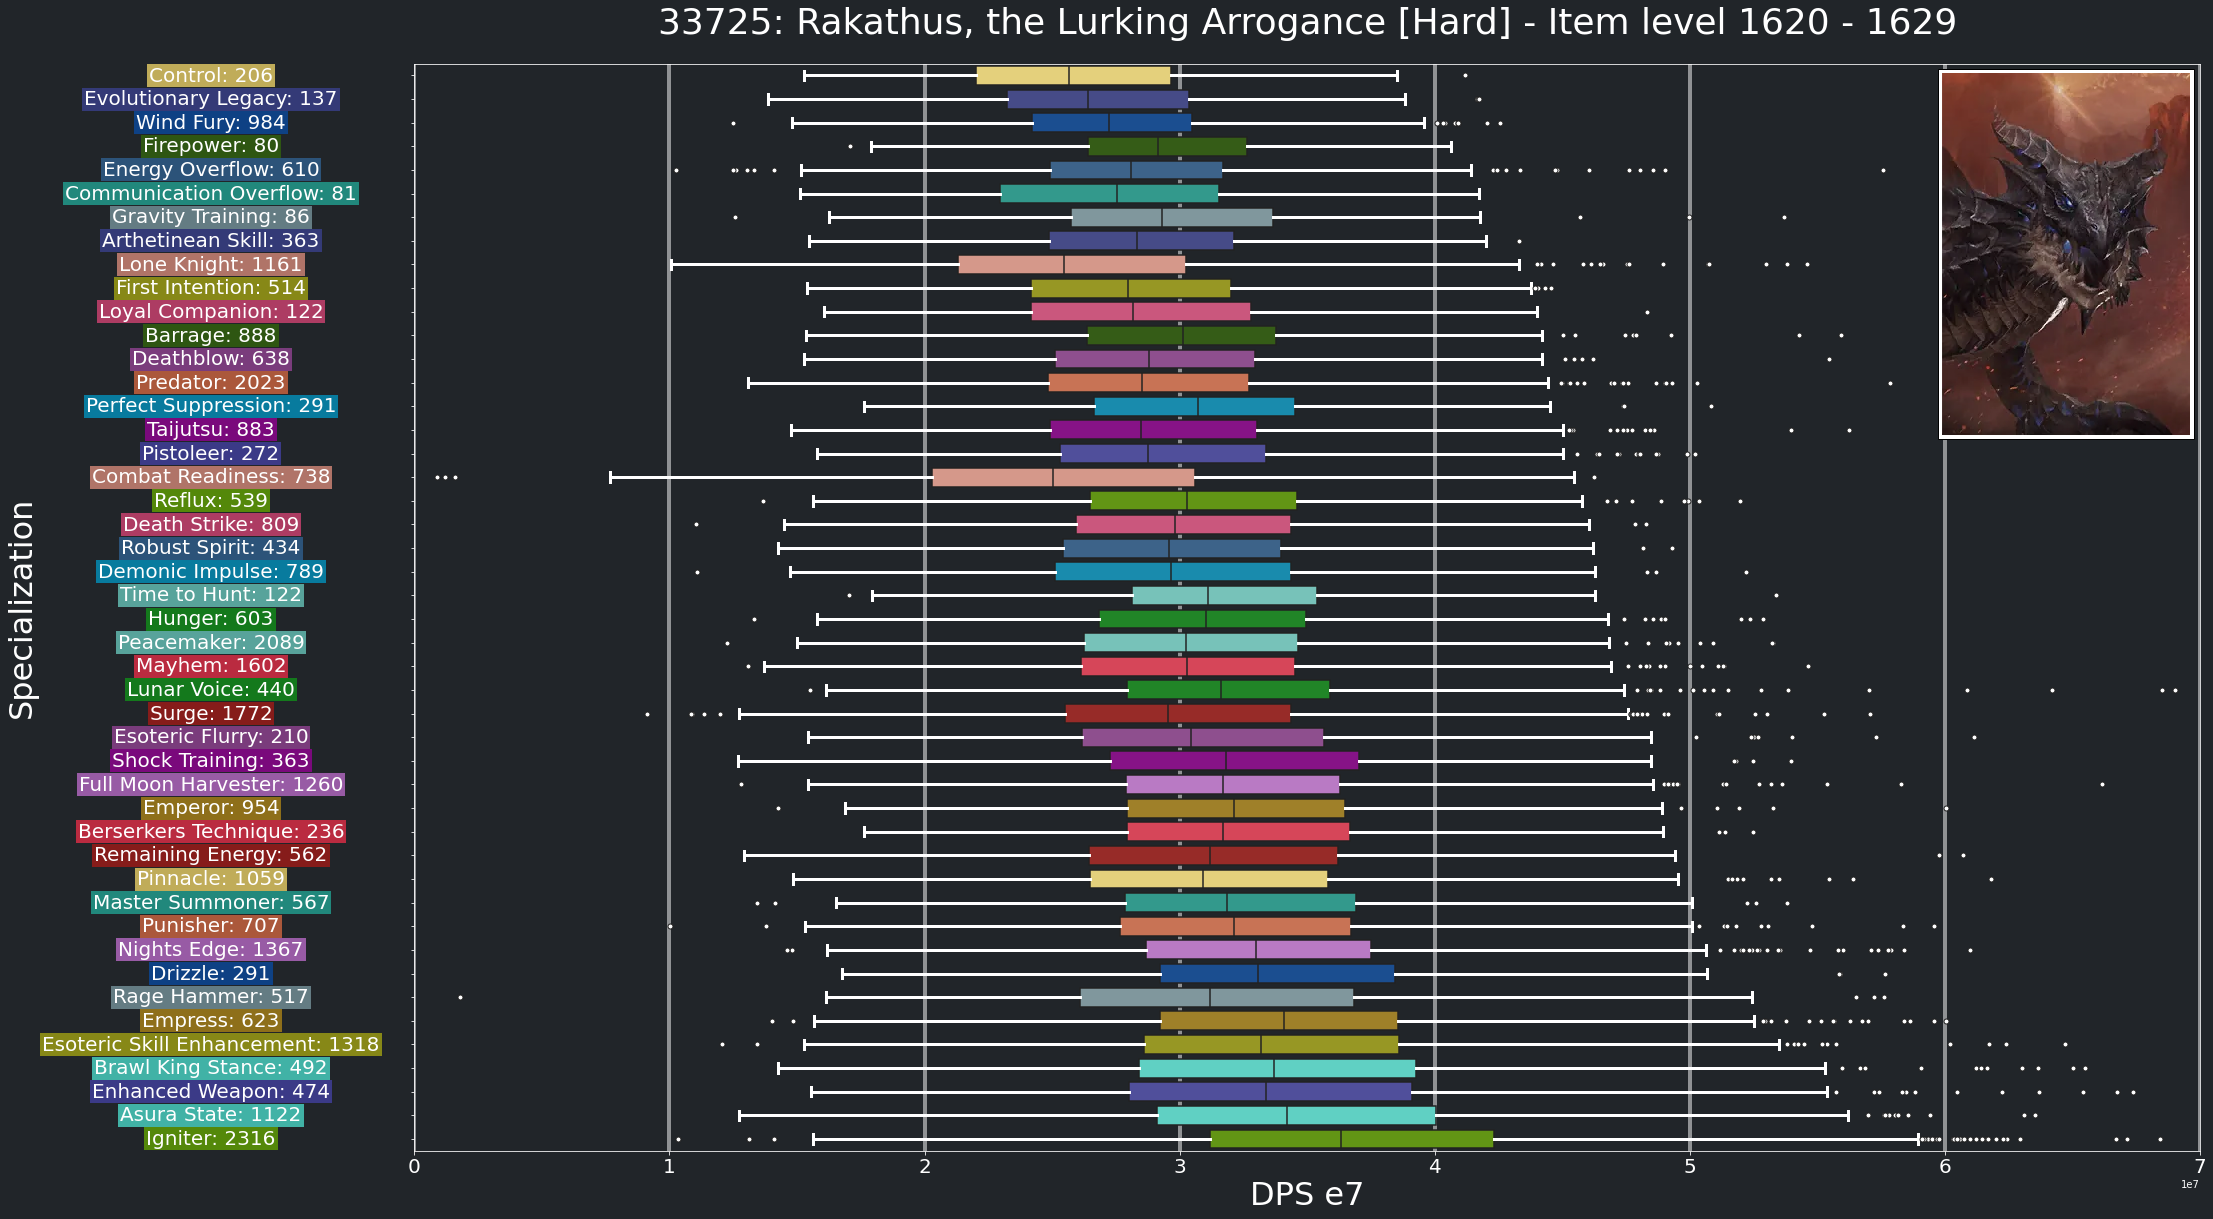 33725: Rakathus, the Lurking Arrogance [Hard] - Item level 1620 - 1629
Specialization
Control: 206
Evolutionary Legacy: 137
Wind Fury: 984
Firepower: 80
Energy Overflow: 610
Communication Overflow: 81
Gravity Training: 86
Arthetinean Skill: 363
Lone Knight: 1161
First Intention: 514
Loyal Companion: 122
Barrage: 888
Deathblow: 638
Predator: 2023
Perfect Suppression: 291
Taijutsu: 883
Pistoleer: 272
Combat Readiness: 738
Reflux: 539
Death Strike: 809
Robust Spirit: 434
Demonic Impulse: 789
Time to Hunt: 122
Hunger: 603
Peacemaker: 2089
Mayhem: 1602
Lunar Voice: 440
Surge: 1772
Esoteric Flurry: 210
Shock Training: 363
Full Moon Harvester: 1260
Emperor: 954
Berserkers Technique: 236
Remaining Energy: 562
Pinnacle: 1059
Master Summoner: 567
Punisher: 707
Nights Edge: 1367
Drizzle: 291
Rage Hammer: 517
Empress: 623
Esoteric Skill Enhancement: 1318
Brawl King Stance: 492
Enhanced Weapon: 474
Asura State: 1122
Igniter: 2316
0 1 2 3 4 5 6 7
DPS e7
1e7